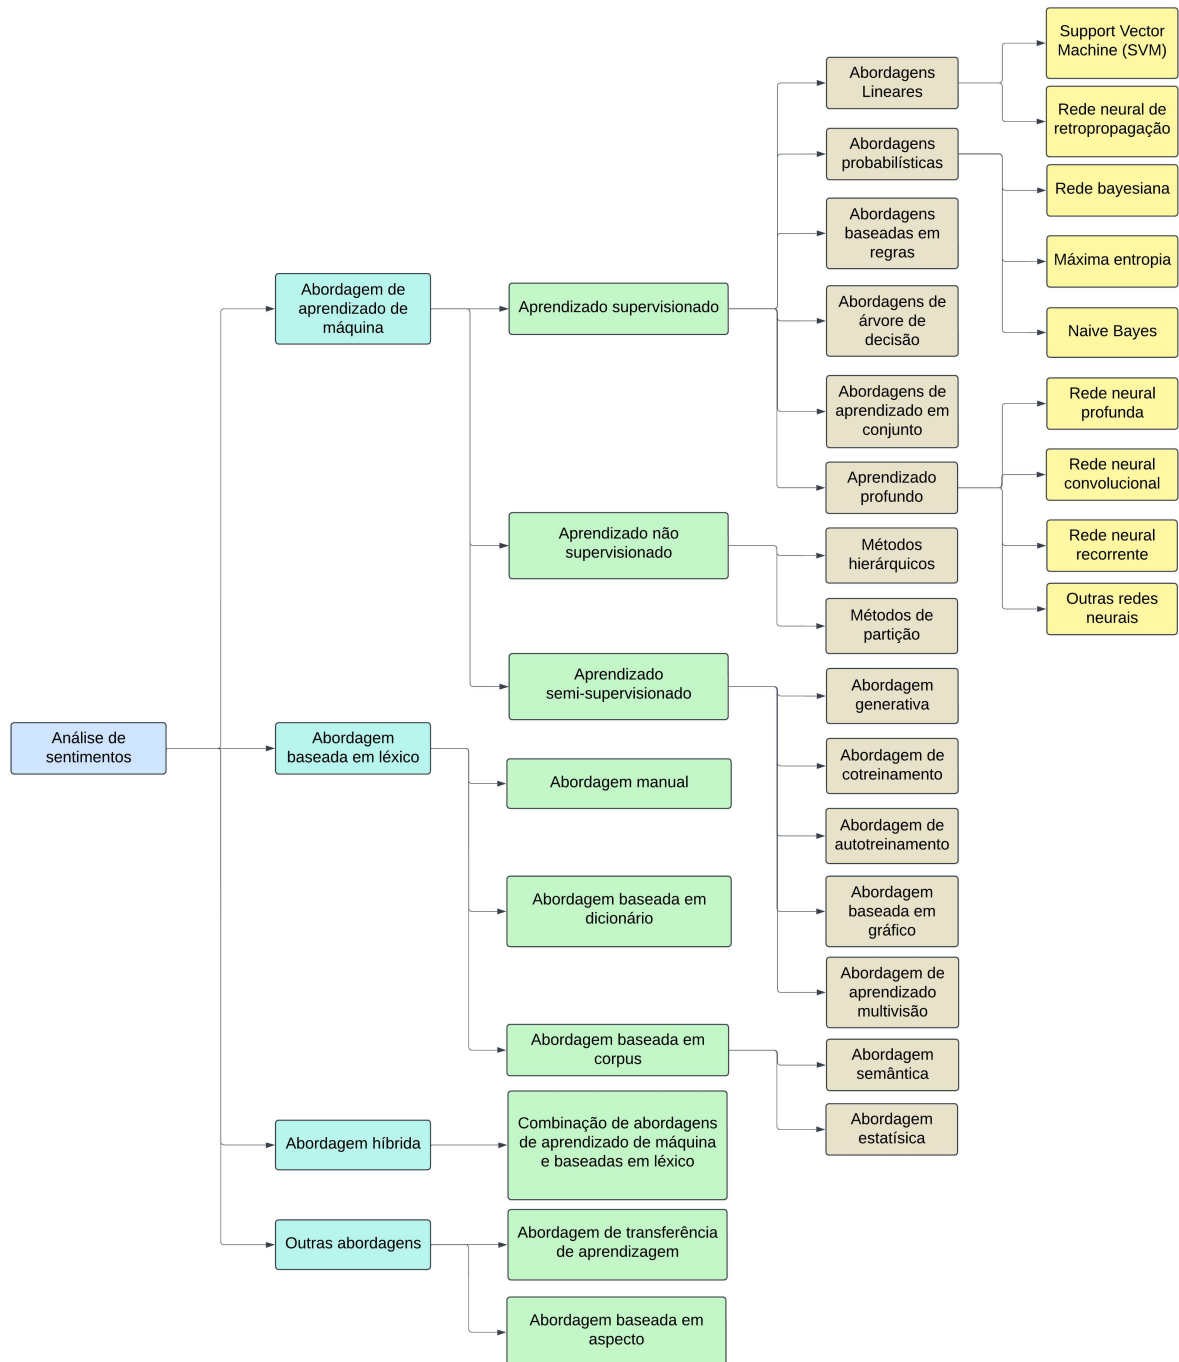 Análise de
sentimentos
Abordagem de
aprendizado de
máquina
Abordagem
baseada em léxico
Abordagem híbrida
Outras abordagens
Aprendizado supervisionado
Aprendizado não
supervisionado
Aprendizado
semi-supervisionado
Abordagem manual
Abordagem baseada em
dicionário
Abordagem baseada em
corpus
Combinação de abordagens
de aprendizado de máquina
e baseadas em léxico
Abordagem de transferência
de aprendizagem
Abordagem baseada em
aspecto
Abordagens
Lineares
Abordagens
probabilísticas
Abordagens
baseadas em
regras
Abordagens de
árvore de
decisão
Abordagens de
aprendizado em
conjunto
Aprendizado
profundo
Métodos
hierárquicos
Métodos de
partição
Abordagem
generativa
Abordagem de
cotreinamento
Abordagem de
autotreinamento
Abordagem
baseada em
gráfico
Abordagem de
aprendizado
multivisão
Abordagem
semântica
Abordagem
estatísica
Support Vector
Machine (SVM)
Rede neural de
retropropagação
Rede bayesiana
Máxima entropia
Naive Bayes
Rede neural
profunda
Rede neural
convolucional
Rede neural
recorrente
Outras redes
neurais